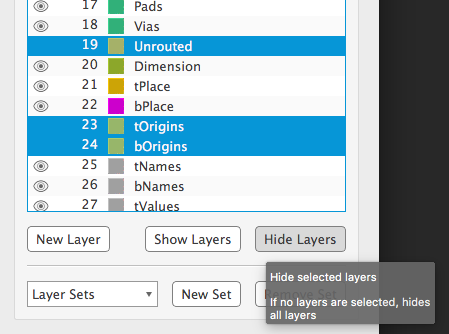 17 Pads
18 Vias
19 Unrouted
20 Dimension
21 tPlace
22 bPlace
23 tOrigins
24 bOrigins
25 tNames
26 bNames
27 tValues
New Layer Show Layers Hide Layers
Layer Sets New Set Remove Set
Hide selected layers
If no layers are selected, hides
all layers